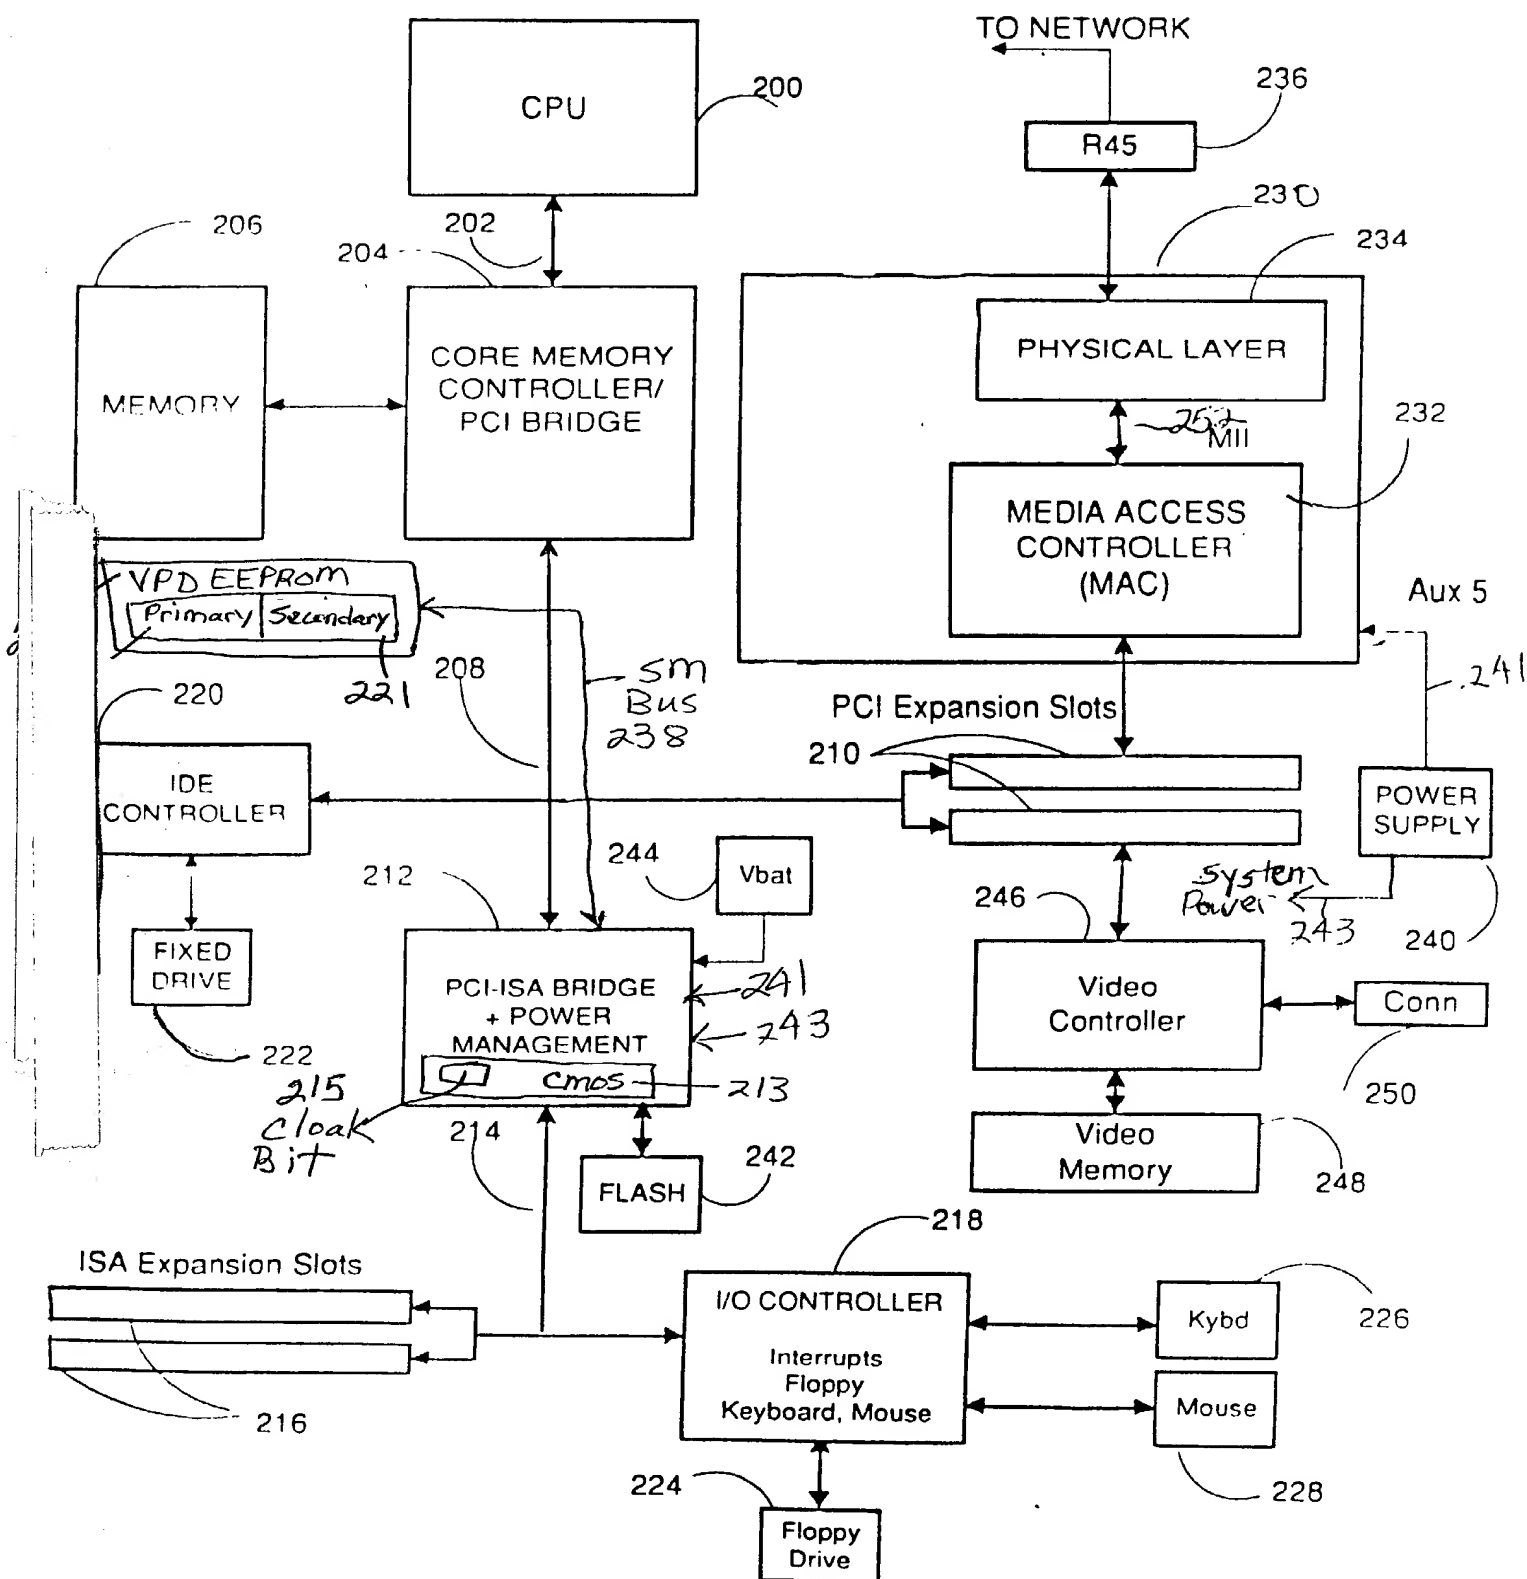 TO NETWORK
CPU
200
236
R45
202
230
206
204
234
MEMORY
CORE MEMORY
CONTROLLER/
PCI BRIDGE
PHYSICAL LAYER
252
MII
232
MEDIA ACCESS
CONTROLLER
(MAC)
VPD EEPROM
Primary Secondary
221
Aux 5
241
208
SM
Bus
238
220
PCI Expansion Slots
210
IDE
CONTROLLER
POWER
SUPPLY
244
Vbat
212
System
Power
243
240
246
FIXED
DRIVE
222
PCI-ISA BRIDGE
+ POWER
MANAGEMENT
241
243
cmos
213
215
Cloak
Bit
Video
Controller
Conn
250
214
FLASH
242
Video
Memory
248
218
ISA Expansion Slots
216
I/O CONTROLLER
Interrupts
Floppy
Keyboard, Mouse
Kybd
226
Mouse
228
224
Floppy
Drive